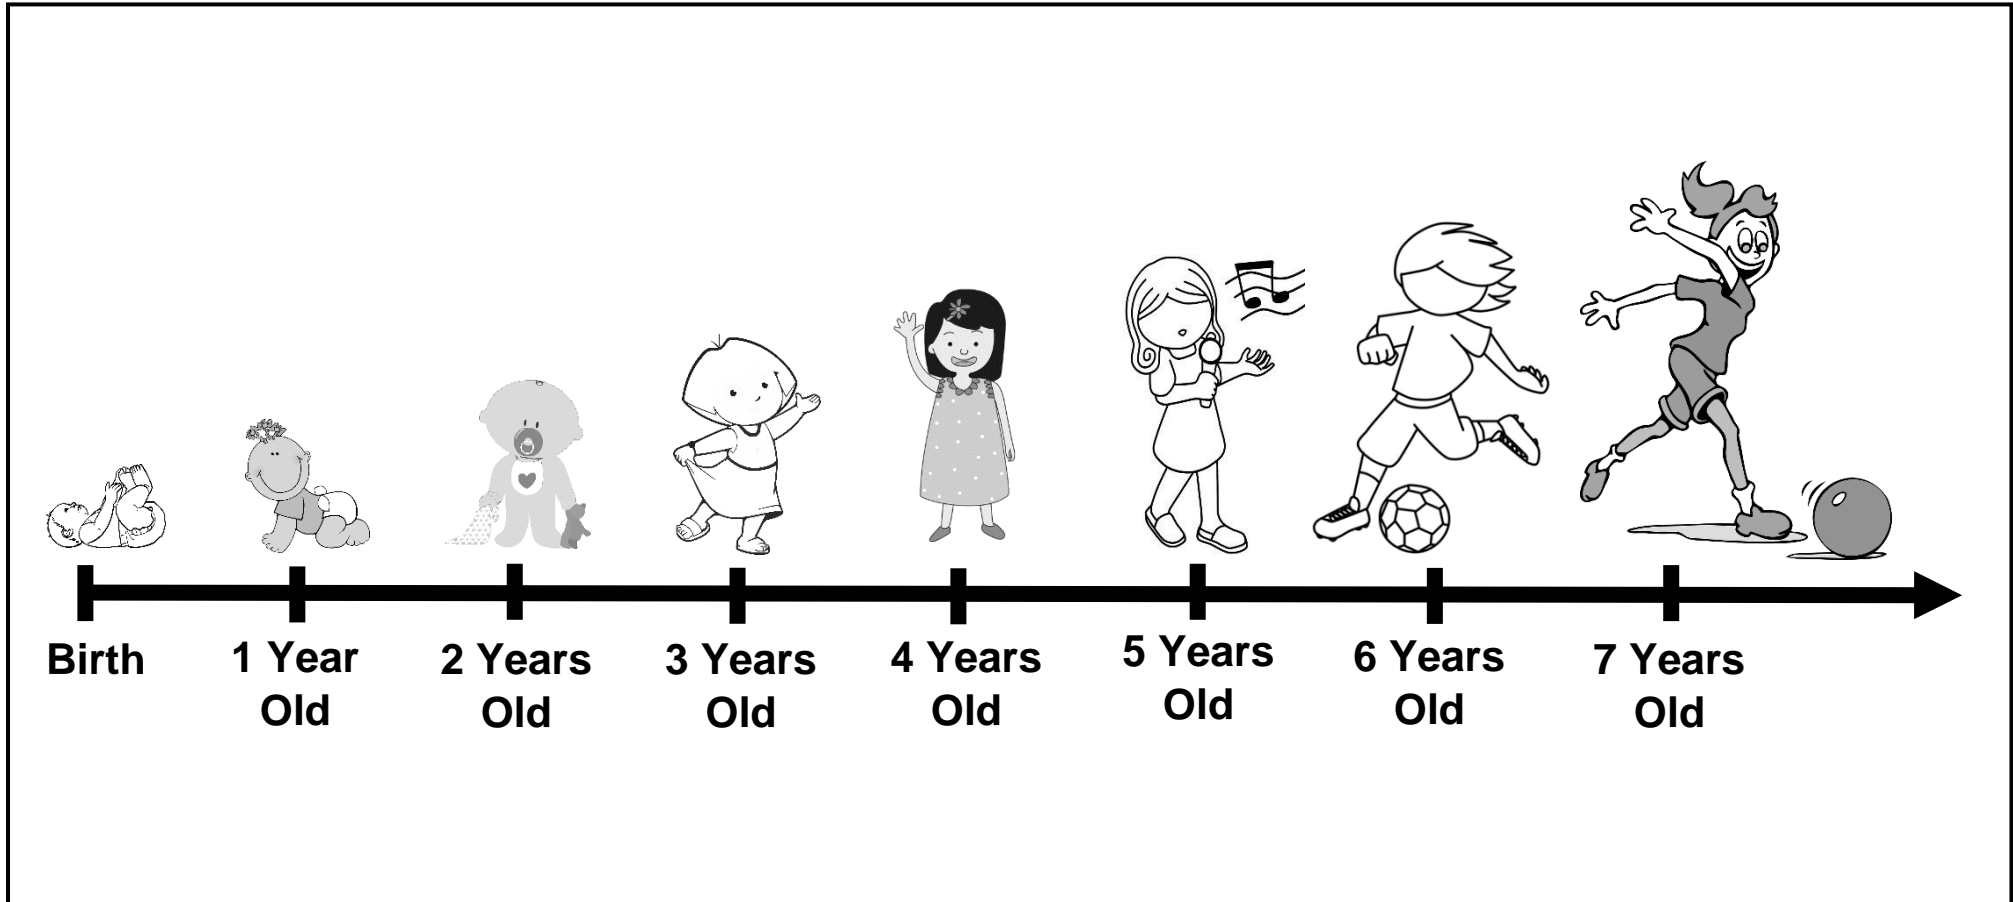 Birth
1 Year
Old
2 Years
Old
3 Years
Old
4 Years
Old
5 Years
Old
6 Years
Old
7 Years
Old